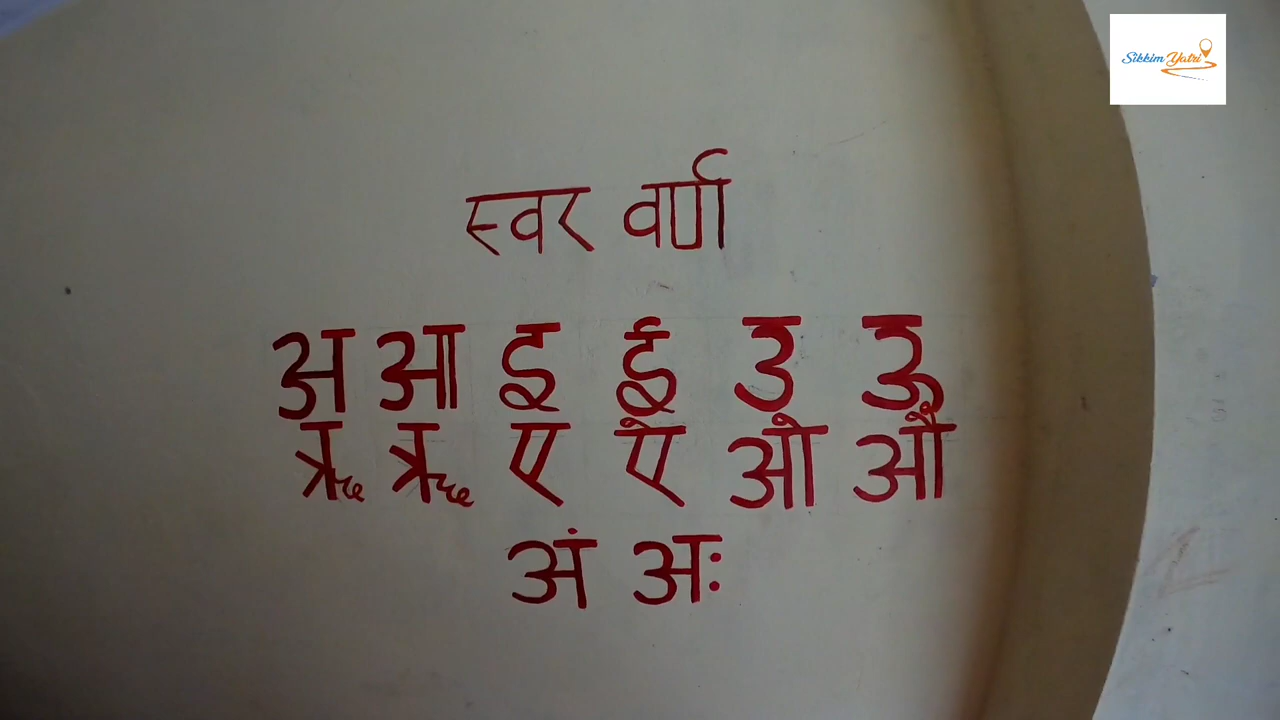 Sikkim Yatri
स्वर वर्ण
अ आ इ ई उ ऊ
ऋ ॠ ए ऐ ओ औ
अं अः